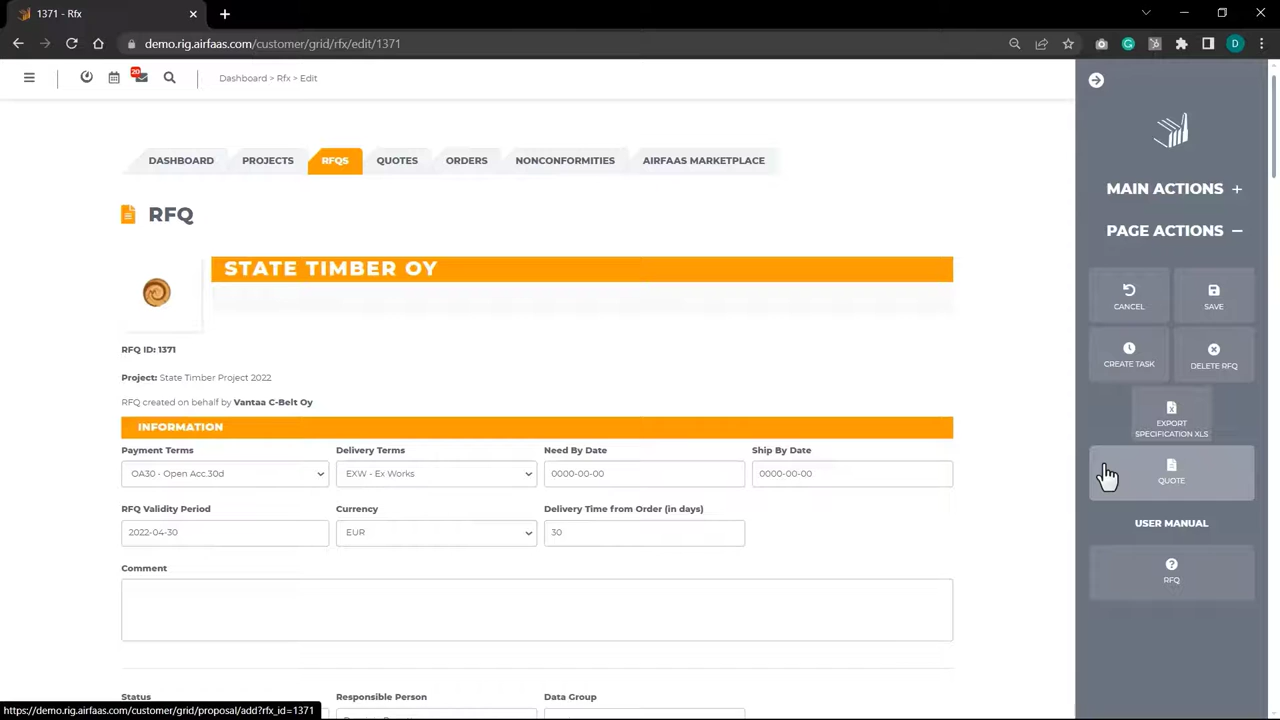 1371 - Rfx
demo.rig.airfaas.com/customer/grid/rfx/edit/1371
D
20
Dashboard > Rfx > Edit
DASHBOARD PROJECTS RFQS QUOTES ORDERS NONCONFORMITIES AIRFAAS MARKETPLACE
RFQ
STATE TIMBER OY
RFQ ID: 1371
Project: State Timber Project 2022
RFQ created on behalf by Vantaa C-Belt Oy
INFORMATION
Payment Terms Delivery Terms Need By Date Ship By Date
OA30 - Open Acc.30d EXW - Ex Works 0000-00-00 0000-00-00
RFQ Validity Period Currency Delivery Time from Order (in days)
2022-04-30 EUR 30
Comment
Status Responsible Person Data Group
MAIN ACTIONS +
PAGE ACTIONS −
CANCEL SAVE
CREATE TASK DELETE RFQ
EXPORT
SPECIFICATION XLS
QUOTE
USER MANUAL
RFQ
https://demo.rig.airfaas.com/customer/grid/proposal/add?rfx_id=1371